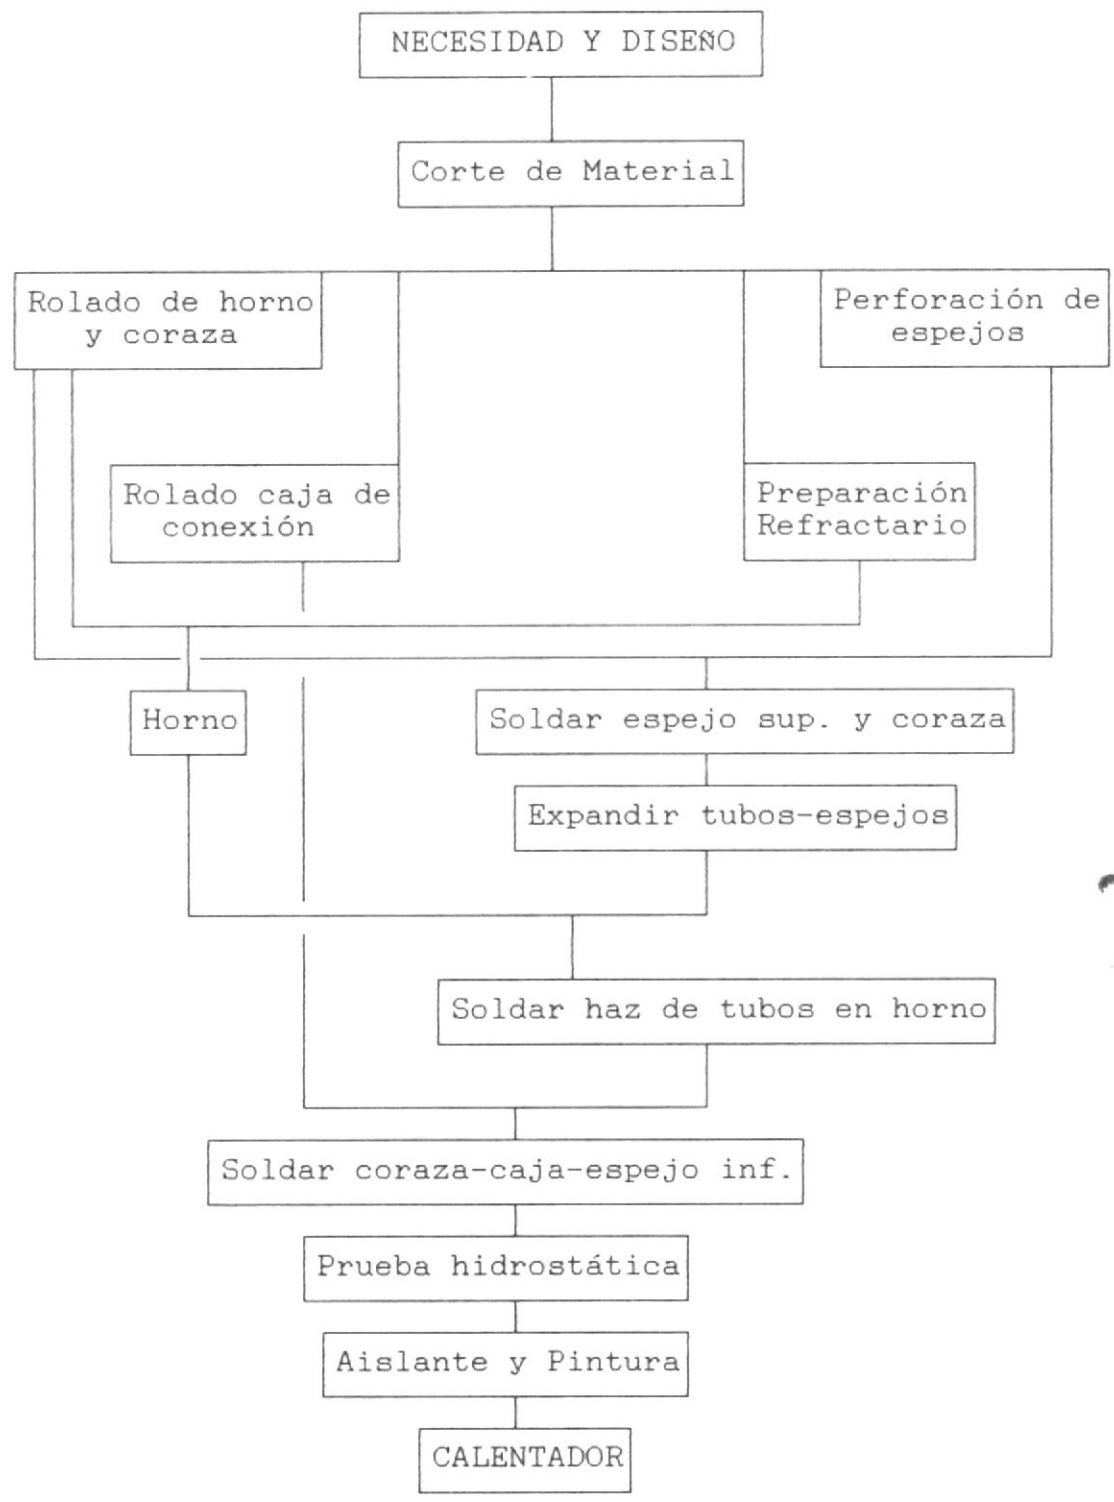 NECESIDAD Y DISEÑO
Corte de Material
Rolado de horno
y coraza
Perforación de
espejos
Rolado caja de
conexión
Preparación
Refractario
Horno
Soldar espejo sup. y coraza
Expandir tubos-espejos
Soldar haz de tubos en horno
Soldar coraza-caja-espejo inf.
Prueba hidrostática
Aislante y Pintura
CALENTADOR